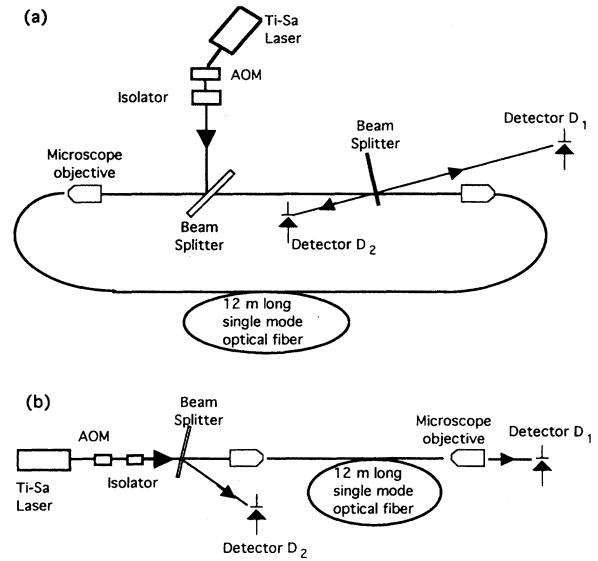 (a)
Ti-Sa
Laser
AOM
Isolator
Beam
Splitter
Detector D1
Microscope
objective
Beam
Splitter
Detector D2
12 m long
single mode
optical fiber
(b)
Beam
Splitter
AOM
Microscope
objective
Detector D1
Ti-Sa
Laser
Isolator
12 m long
single mode
optical fiber
Detector D2